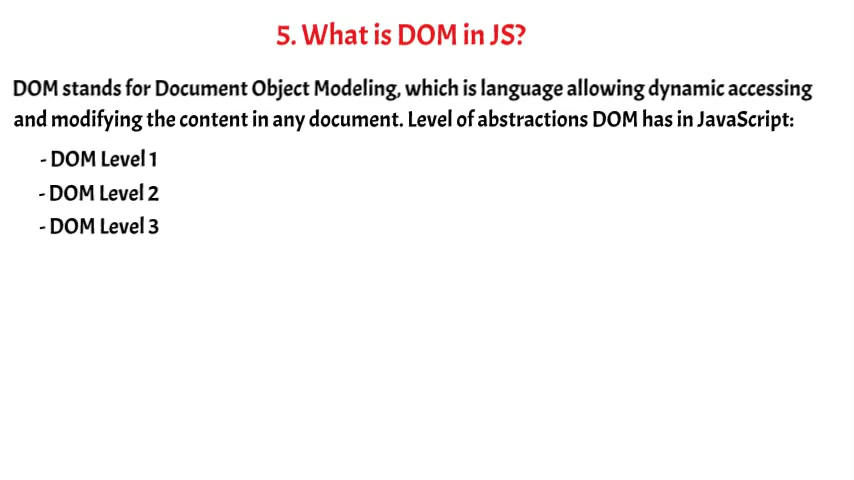 5. What is DOM in JS?
DOM stands for Document Object Modeling, which is language allowing dynamic accessing
and modifying the content in any document. Level of abstractions DOM has in JavaScript:
- DOM Level 1
- DOM Level 2
- DOM Level 3